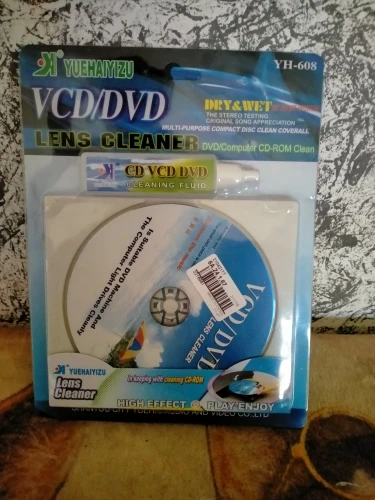 YUEHAIYIZU
YH-608
VCD/DVD
DRY&WET
THE STEREO TESTING
ORIGINAL SONG APPRECIATION
MULTI-PURPOSE COMPACT DISC CLEAN COVERALL
LENS CLEANER
DVD/Computer CD-ROM Clean
CD VCD DVD
CLEANING FLUID
Is Suitable DVD Machine And
The Computer Light Drives Cleanly
VCD/DVD
LENS CLEANER
YUEHAIYIZU
Lens
Cleaner
In keeping with cleaning CD-ROM
HIGH EFFECT
PLAY ENJOY